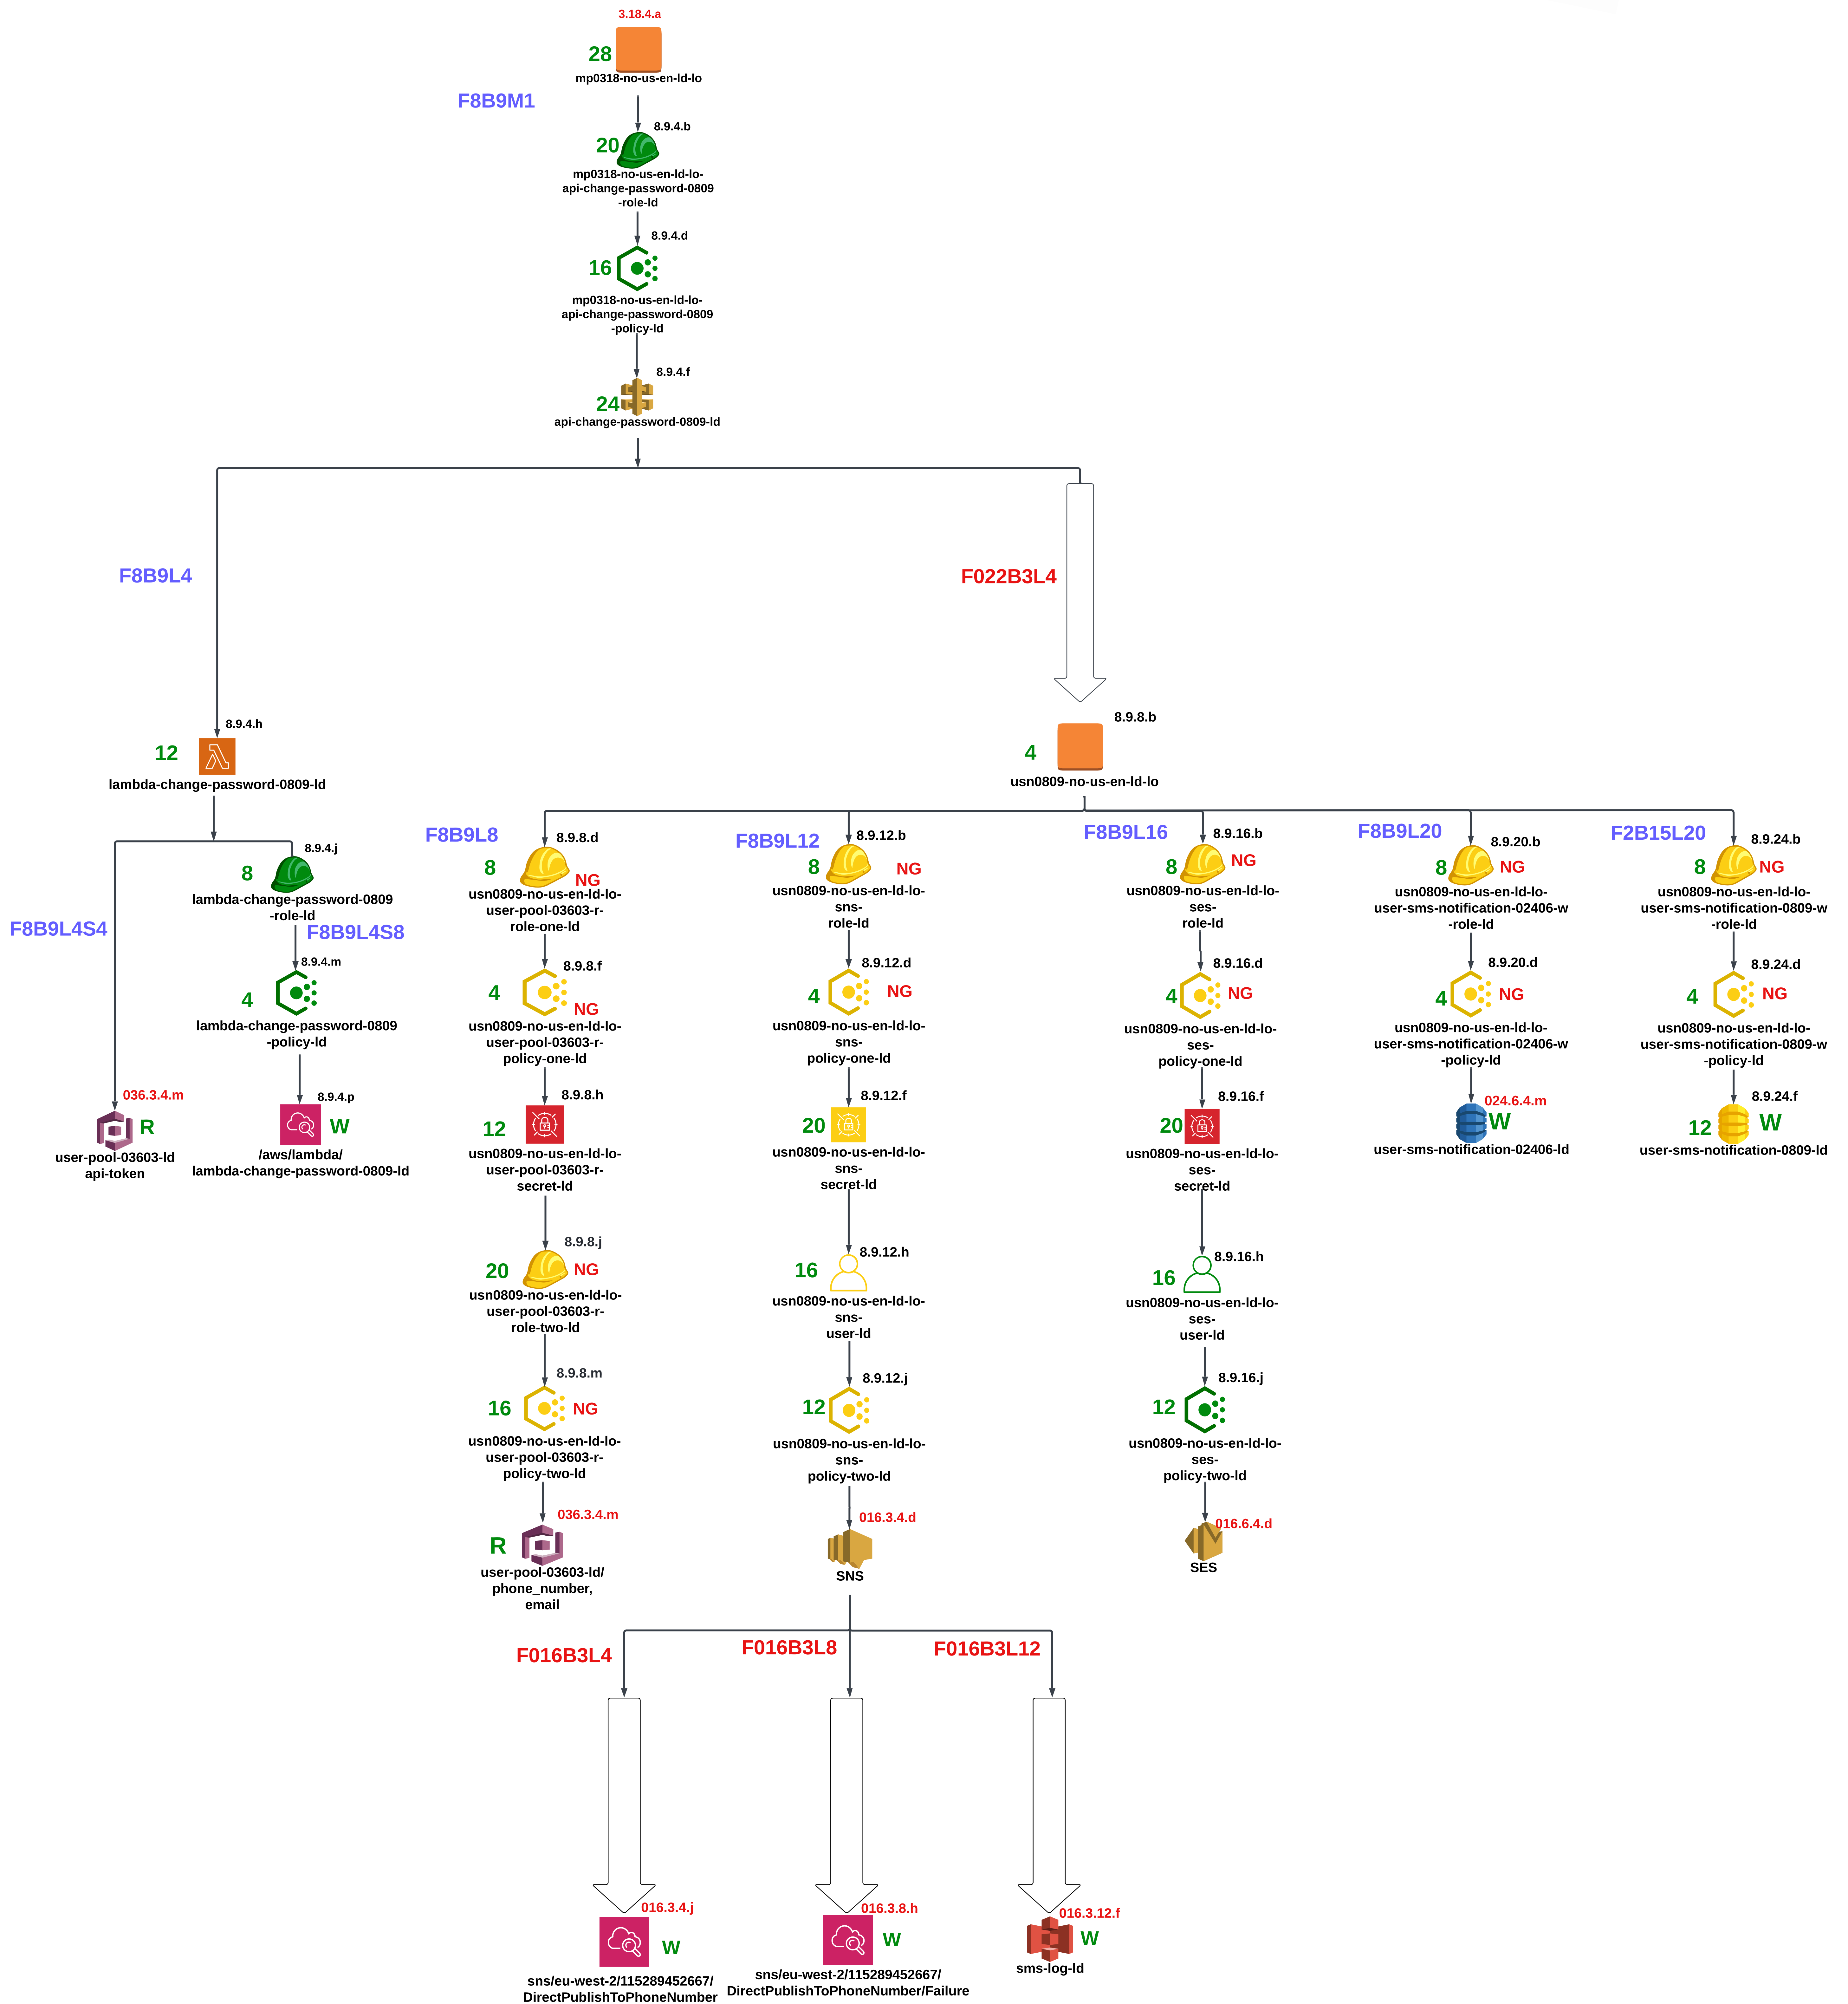 3.18.4.a
28
mp0318-no-us-en-ld-lo
F8B9M1
8.9.4.b
20
mp0318-no-us-en-ld-lo-
api-change-password-0809
-role-ld
8.9.4.d
16
mp0318-no-us-en-ld-lo-
api-change-password-0809
-policy-ld
8.9.4.f
24
api-change-password-0809-ld
F8B9L4
F022B3L4
8.9.4.h
12
lambda-change-password-0809-ld
8.9.8.b
4
usn0809-no-us-en-ld-lo
8.9.4.j
8
lambda-change-password-0809
-role-ld
F8B9L4S4
F8B9L4S8
8.9.4.m
4
lambda-change-password-0809
-policy-ld
036.3.4.m
R
user-pool-03603-ld
api-token
8.9.4.p
W
/aws/lambda/
lambda-change-password-0809-ld
F8B9L8
8.9.8.d
8
NG
usn0809-no-us-en-ld-lo-
user-pool-03603-r-
role-one-ld
8.9.8.f
4
NG
usn0809-no-us-en-ld-lo-
user-pool-03603-r-
policy-one-ld
8.9.8.h
12
usn0809-no-us-en-ld-lo-
user-pool-03603-r-
secret-ld
8.9.8.j
20
NG
usn0809-no-us-en-ld-lo-
user-pool-03603-r-
role-two-ld
8.9.8.m
16
NG
usn0809-no-us-en-ld-lo-
user-pool-03603-r-
policy-two-ld
036.3.4.m
R
user-pool-03603-ld/
phone_number,
email
F8B9L12
8.9.12.b
8
NG
usn0809-no-us-en-ld-lo-
sns-
role-ld
8.9.12.d
4
NG
usn0809-no-us-en-ld-lo-
sns-
policy-one-ld
8.9.12.f
20
usn0809-no-us-en-ld-lo-
sns-
secret-ld
8.9.12.h
16
usn0809-no-us-en-ld-lo-
sns-
user-ld
8.9.12.j
12
usn0809-no-us-en-ld-lo-
sns-
policy-two-ld
016.3.4.d
SNS
F8B9L16
8.9.16.b
8
NG
usn0809-no-us-en-ld-lo-
ses-
role-ld
8.9.16.d
4
NG
usn0809-no-us-en-ld-lo-
ses-
policy-one-ld
8.9.16.f
20
usn0809-no-us-en-ld-lo-
ses-
secret-ld
8.9.16.h
16
usn0809-no-us-en-ld-lo-
ses-
user-ld
8.9.16.j
12
usn0809-no-us-en-ld-lo-
ses-
policy-two-ld
016.6.4.d
SES
F8B9L20
8.9.20.b
8
NG
usn0809-no-us-en-ld-lo-
user-sms-notification-02406-w
-role-ld
8.9.20.d
4
NG
usn0809-no-us-en-ld-lo-
user-sms-notification-02406-w
-policy-ld
024.6.4.m
W
user-sms-notification-02406-ld
F2B15L20
8.9.24.b
8
NG
usn0809-no-us-en-ld-lo-
user-sms-notification-0809-w
-role-ld
8.9.24.d
4
NG
usn0809-no-us-en-ld-lo-
user-sms-notification-0809-w
-policy-ld
8.9.24.f
12
W
user-sms-notification-0809-ld
F016B3L4
F016B3L8
F016B3L12
016.3.4.j
W
sns/eu-west-2/115289452667/
DirectPublishToPhoneNumber
016.3.8.h
W
sns/eu-west-2/115289452667/
DirectPublishToPhoneNumber/Failure
016.3.12.f
W
sms-log-ld